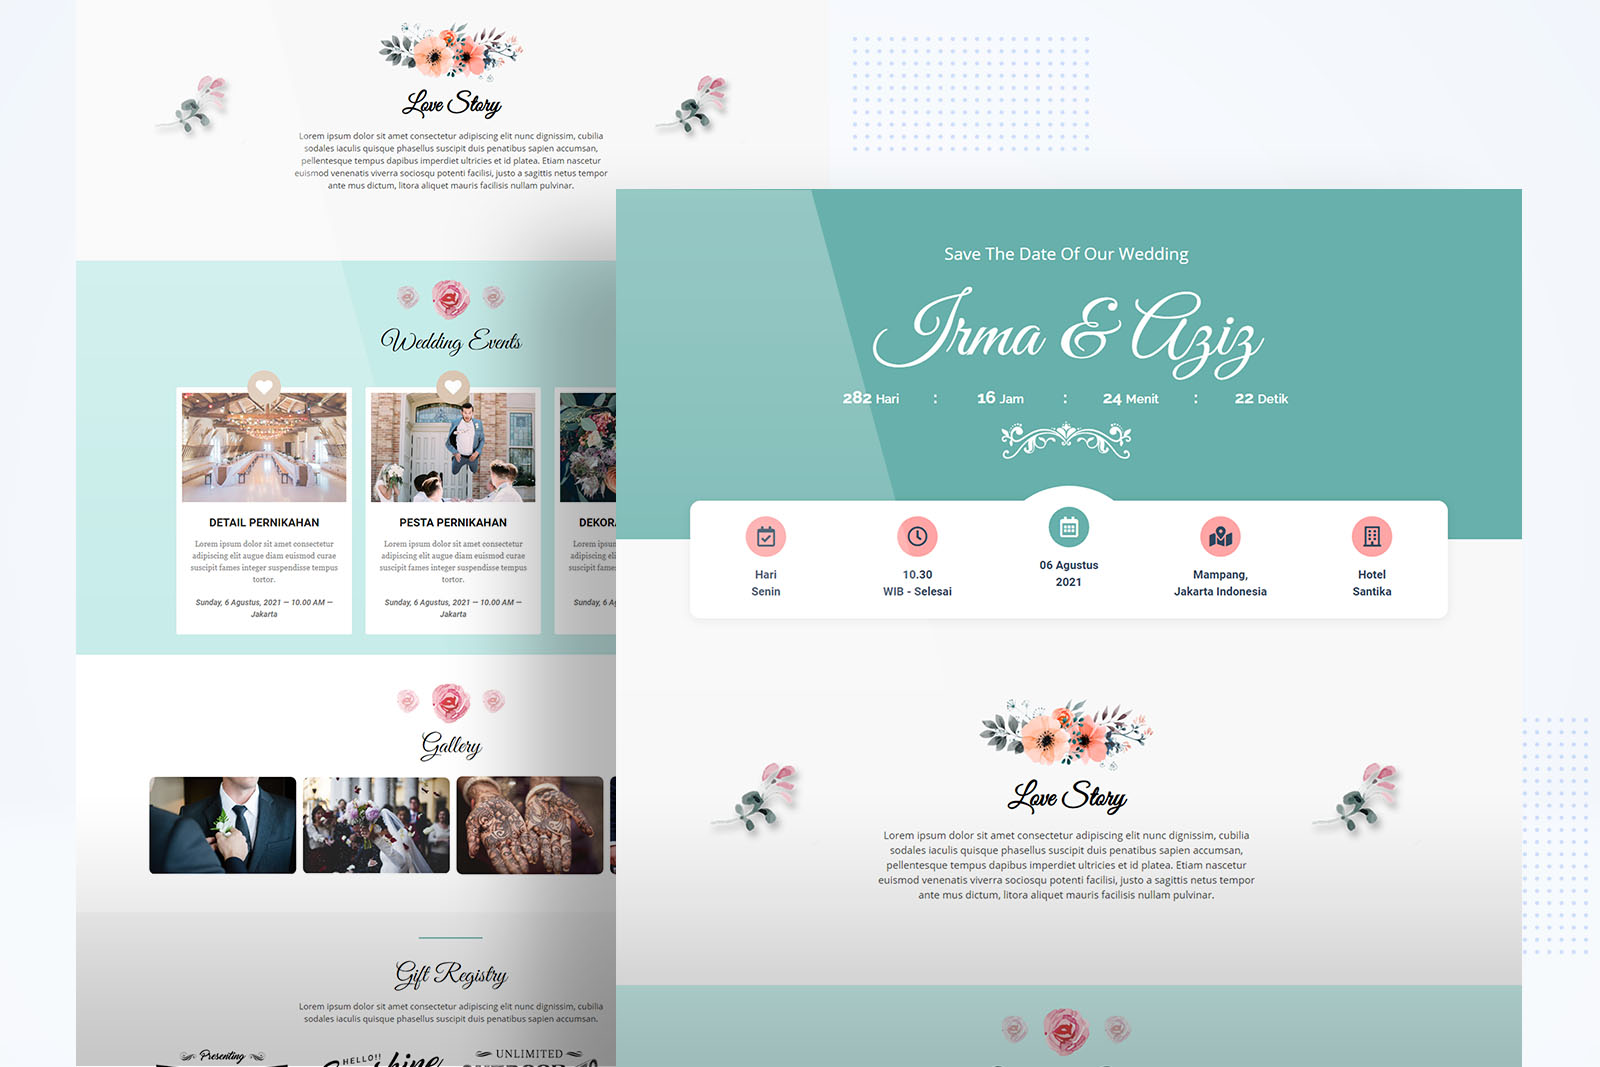 Love Story
Lorem ipsum dolor sit amet consectetur adipiscing elit nunc dignissim, cubilia
sodales iaculis quisque phasellus suscipit duis penatibus sapien accumsan,
pellentesque tempus dapibus imperdiet ultricies et id platea. Etiam nascetur
euismod venenatis viverra sociosqu potenti facilisi, justo a sagittis netus tempor
ante mus dictum, litora aliquet mauris facilisis nullam pulvinar.
Wedding Events
DETAIL PERNIKAHAN
Lorem ipsum dolor sit amet consectetur
adipiscing elit augue diam euismod curae
suscipit fames integer suspendisse tempus
tortor.
Sunday, 6 Agustus, 2021 — 10.00 AM —
Jakarta
PESTA PERNIKAHAN
Lorem ipsum dolor sit amet consectetur
adipiscing elit augue diam euismod curae
suscipit fames integer suspendisse tempus
tortor.
Sunday, 6 Agustus, 2021 — 10.00 AM —
Jakarta
DEKOR
Lorem ipsum
adipiscing el
suscipit fame
Sunday, 6 Ag
Gallery
Gift Registry
Lorem ipsum dolor sit amet consectetur adipiscing elit nunc dignissim, cubilia
sodales iaculis quisque phasellus suscipit duis penatibus sapien accumsan.
Presenting
HELLO!!
UNLIMITED
Save The Date Of Our Wedding
Irma & Aziz
282 Hari : 16 Jam : 24 Menit : 22 Detik
Hari
Senin
10.30
WIB - Selesai
06 Agustus
2021
Mampang,
Jakarta Indonesia
Hotel
Santika
Love Story
Lorem ipsum dolor sit amet consectetur adipiscing elit nunc dignissim, cubilia
sodales iaculis quisque phasellus suscipit duis penatibus sapien accumsan,
pellentesque tempus dapibus imperdiet ultricies et id platea. Etiam nascetur
euismod venenatis viverra sociosqu potenti facilisi, justo a sagittis netus tempor
ante mus dictum, litora aliquet mauris facilisis nullam pulvinar.